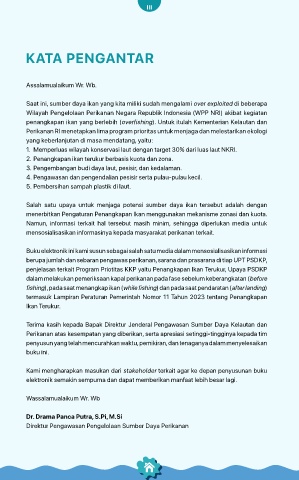 III
KATA PENGANTAR
Assalamualaikum Wr. Wb.
Saat ini, sumber daya ikan yang kita miliki sudah mengalami over exploited di beberapa
Wilayah Pengelolaan Perikanan Negara Republik Indonesia (WPP NRI) akibat kegiatan
penangkapan ikan yang berlebih (overfishing). Untuk itulah Kementerian Kelautan dan
Perikanan RI menetapkan lima program prioritas untuk menjaga dan melestarikan ekologi
yang keberlanjutan di masa mendatang, yaitu:
1. Memperluas wilayah konservasi laut dengan target 30% dari luas laut NKRI.
2. Penangkapan ikan terukur berbasis kuota dan zona.
3. Pengembangan budi daya laut, pesisir, dan kedalaman.
4. Pengawasan dan pengendalian pesisir serta pulau-pulau kecil.
5. Pembersihan sampah plastik di laut.
Salah satu upaya untuk menjaga potensi sumber daya ikan tersebut adalah dengan
menerbitkan Pengaturan Penangkapan Ikan menggunakan mekanisme zonasi dan kuota.
Namun, informasi terkait hal tersebut masih minim, sehingga diperlukan media untuk
mensosialisasikan informasinya kepada masyarakat perikanan terkait.
Buku elektronik ini kami susun sebagai salah satu media dalam mensosialisasikan informasi
berupa jumlah dan sebaran pengawas perikanan, sarana dan prasarana ditiap UPT PSDKP,
penjelasan terkait Program Prioritas KKP yaitu Penangkapan Ikan Terukur, Upaya PSDKP
dalam melakukan pemeriksaan kapal perikanan pada fase sebelum keberangkatan (before
fishing), pada saat menangkap ikan (while fishing) dan pada saat pendaratan (after landing)
termasuk Lampiran Peraturan Pemerintah Nomor 11 Tahun 2023 tentang Penangkapan
Ikan Terukur.
Terima kasih kepada Bapak Direktur Jenderal Pengawasan Sumber Daya Kelautan dan
Perikanan atas kesempatan yang diberikan, serta apresiasi setinggi-tingginya kepada tim
penyusun yang telah mencurahkan waktu, pemikiran, dan tenaganya dalam menyelesaikan
buku ini.
Kami mengharapkan masukan dari stakeholder terkait agar ke depan penyusunan buku
elektronik semakin sempurna dan dapat memberikan manfaat lebih besar lagi.
Wassalamualaikum Wr. Wb
Dr. Drama Panca Putra, S.Pi, M.Si
Direktur Pengawasan Pengelolaan Sumber Daya Perikanan